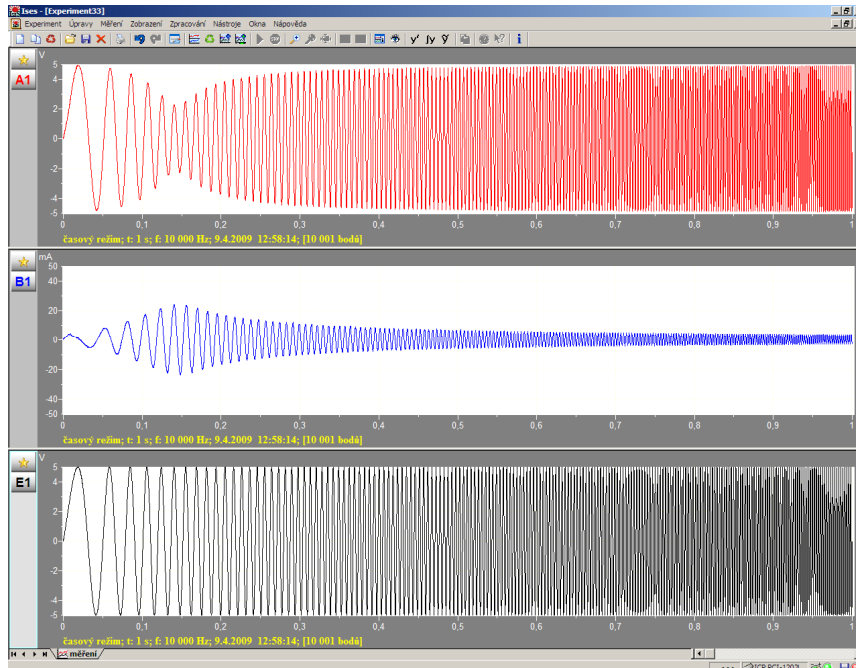 Ises - [Experiment33]
Experiment Úpravy Měření Zobrazení Zpracování Nástroje Okna Nápověda
y' ∫y ŷ i
V
A1
5
4
2
0
-2
-4
-5
0 0,1 0,2 0,3 0,4 0,5 0,6 0,7 0,8 0,9 1
časový režim; t: 1 s; f: 10 000 Hz; 9.4.2009 12:58:14; [10 001 bodů]
mA
B1
50
40
20
0
-20
-40
-50
0 0,1 0,2 0,3 0,4 0,5 0,6 0,7 0,8 0,9 1
časový režim; t: 1 s; f: 10 000 Hz; 9.4.2009 12:58:14; [10 001 bodů]
V
E1
5
4
2
0
-2
-4
-5
0 0,1 0,2 0,3 0,4 0,5 0,6 0,7 0,8 0,9 1
časový režim; t: 1 s; f: 10 000 Hz; 9.4.2009 12:58:14; [10 001 bodů]
měření